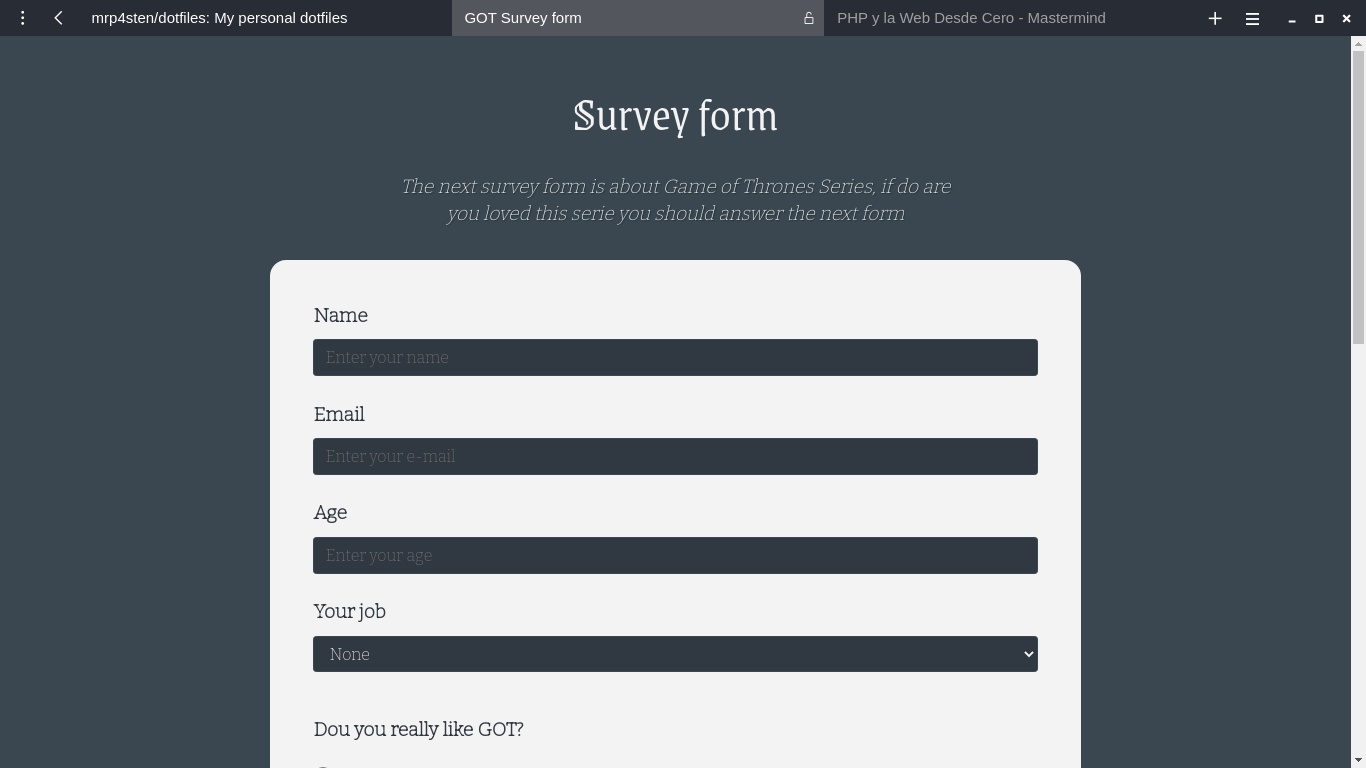 mrp4sten/dotfiles: My personal dotfiles
GOT Survey form
PHP y la Web Desde Cero - Mastermind
Survey form
The next survey form is about Game of Thrones Series, if do are
you loved this serie you should answer the next form
Name
Enter your name
Email
Enter your e-mail
Age
Enter your age
Your job
None
Dou you really like GOT?